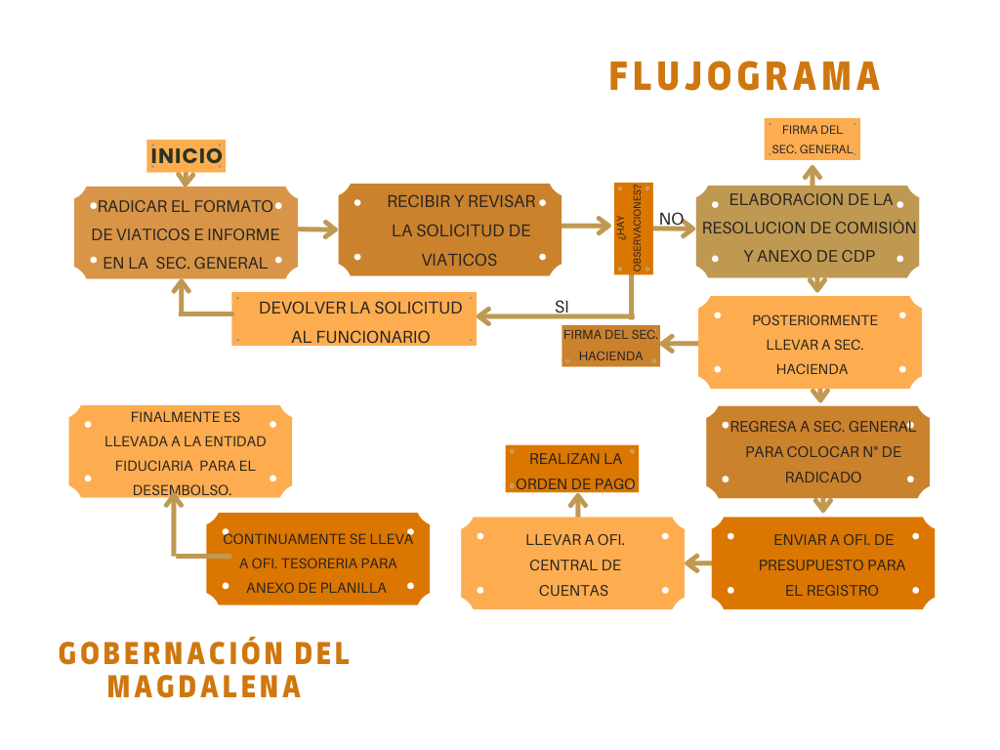 FLUJOGRAMA
INICIO
RADICAR EL FORMATO
DE VIATICOS E INFORME
EN LA SEC. GENERAL
RECIBIR Y REVISAR
LA SOLICITUD DE
VIATICOS
¿HAY
OBSERVACIONES?
NO
FIRMA DEL
SEC. GENERAL
ELABORACION DE LA
RESOLUCION DE COMISIÓN
Y ANEXO DE CDP
SI
DEVOLVER LA SOLICITUD
AL FUNCIONARIO
FIRMA DEL SEC.
HACIENDA
POSTERIORMENTE
LLEVAR A SEC.
HACIENDA
REGRESA A SEC. GENERAL
PARA COLOCAR N° DE
RADICADO
ENVIAR A OFI. DE
PRESUPUESTO PARA
EL REGISTRO
LLEVAR A OFI.
CENTRAL DE
CUENTAS
REALIZAN LA
ORDEN DE PAGO
CONTINUAMENTE SE LLEVA
A OFI. TESORERIA PARA
ANEXO DE PLANILLA
FINALMENTE ES
LLEVADA A LA ENTIDAD
FIDUCIARIA PARA EL
DESEMBOLSO.
GOBERNACIÓN DEL
MAGDALENA